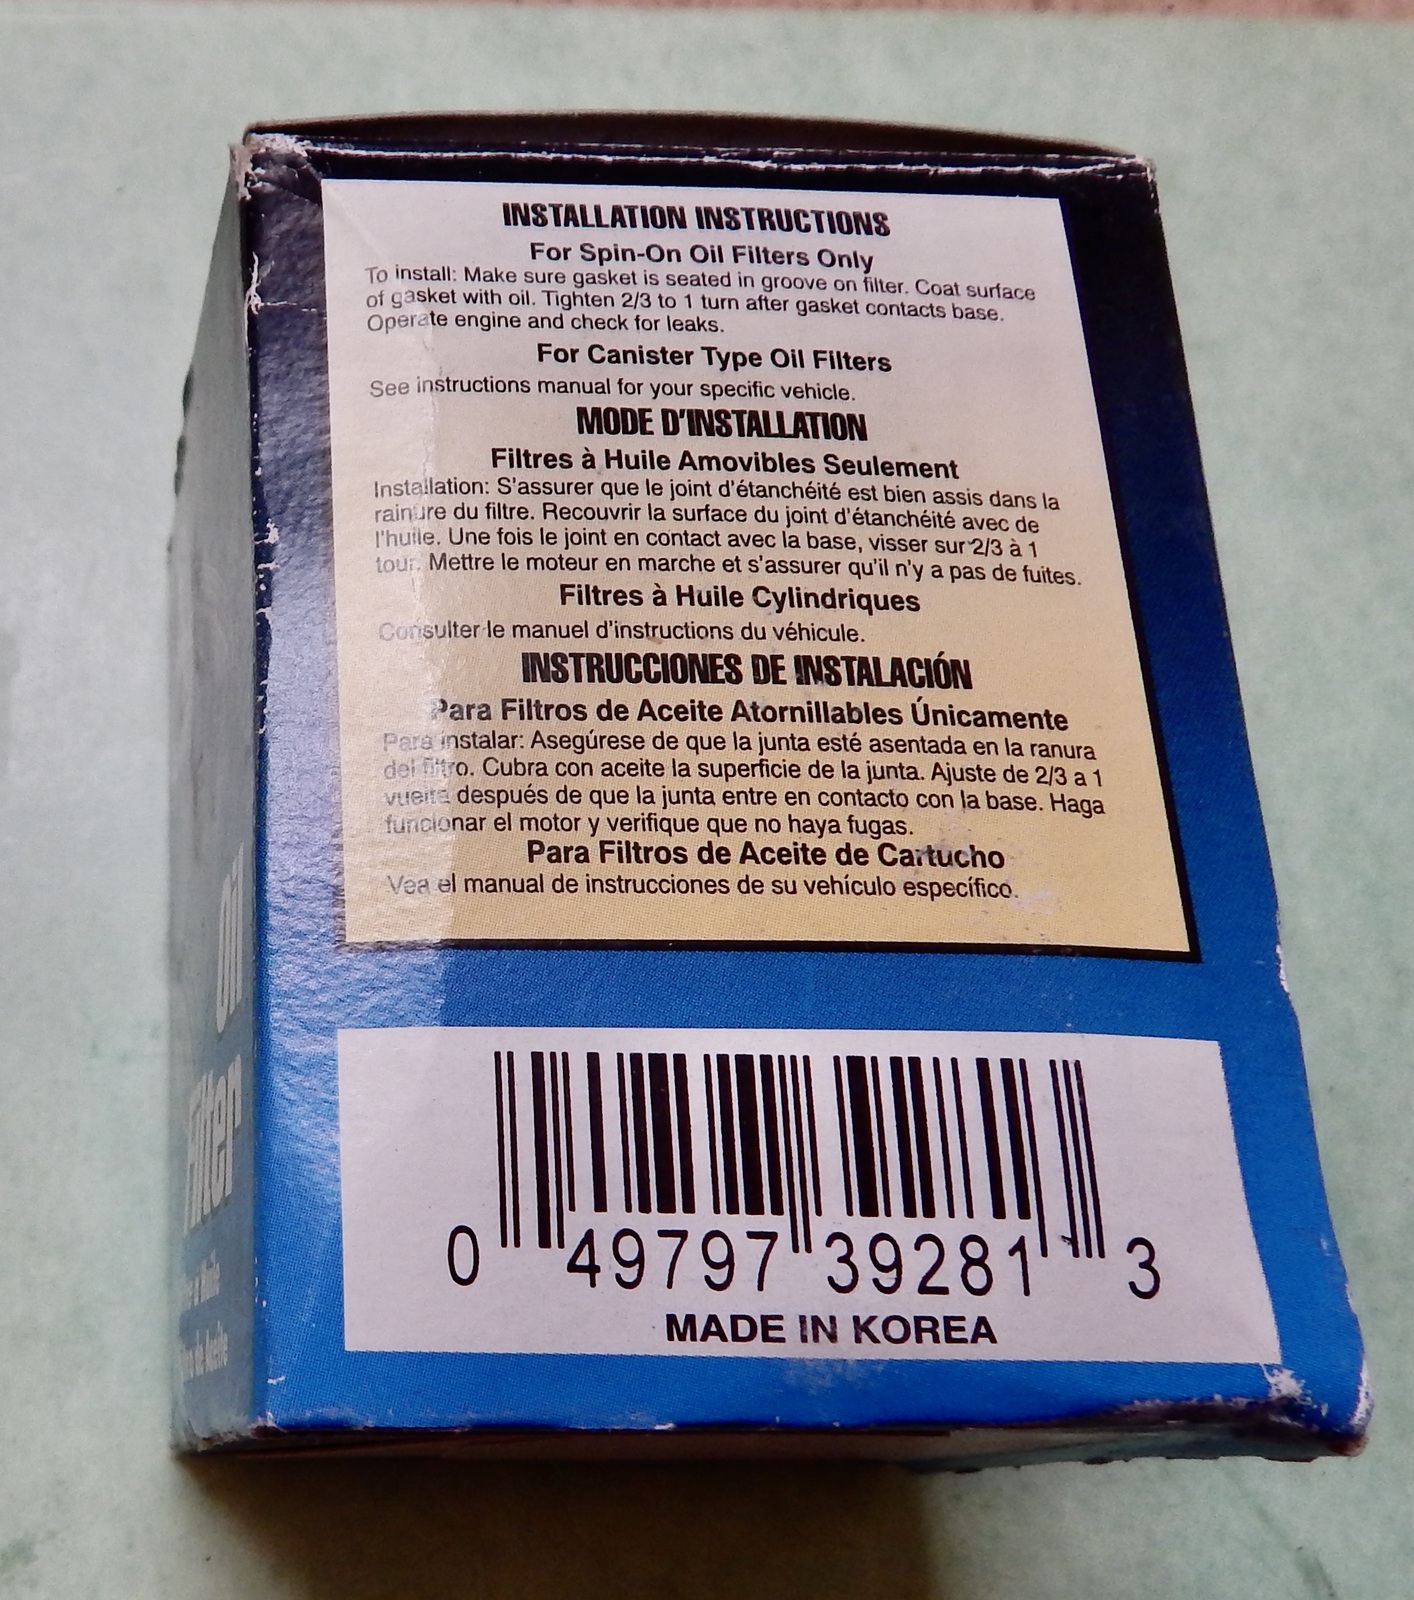 INSTALLATION INSTRUCTIONS
For Spin-On Oil Filters Only
To install: Make sure gasket is seated in groove on filter. Coat surface
of gasket with oil. Tighten 2/3 to 1 turn after gasket contacts base.
Operate engine and check for leaks.
For Canister Type Oil Filters
See instructions manual for your specific vehicle.
MODE D'INSTALLATION
Filtres à Huile Amovibles Seulement
Installation: S'assurer que le joint d'étanchéité est bien assis dans la
rainure du filtre. Recouvrir la surface du joint d'étanchéité avec de
l'huile. Une fois le joint en contact avec la base, visser sur 2/3 à 1
tour. Mettre le moteur en marche et s'assurer qu'il n'y a pas de fuites.
Filtres à Huile Cylindriques
Consulter le manuel d'instructions du véhicule.
INSTRUCCIONES DE INSTALACIÓN
Para Filtros de Aceite Atornillables Únicamente
Para instalar: Asegúrese de que la junta esté asentada en la ranura
del filtro. Cubra con aceite la superficie de la junta. Ajuste de 2/3 a 1
vuelta después de que la junta entre en contacto con la base. Haga
funcionar el motor y verifique que no haya fugas.
Para Filtros de Aceite de Cartucho
Vea el manual de instrucciones de su vehículo específico.
0 49797 39281 3
MADE IN KOREA
Oil
Filter